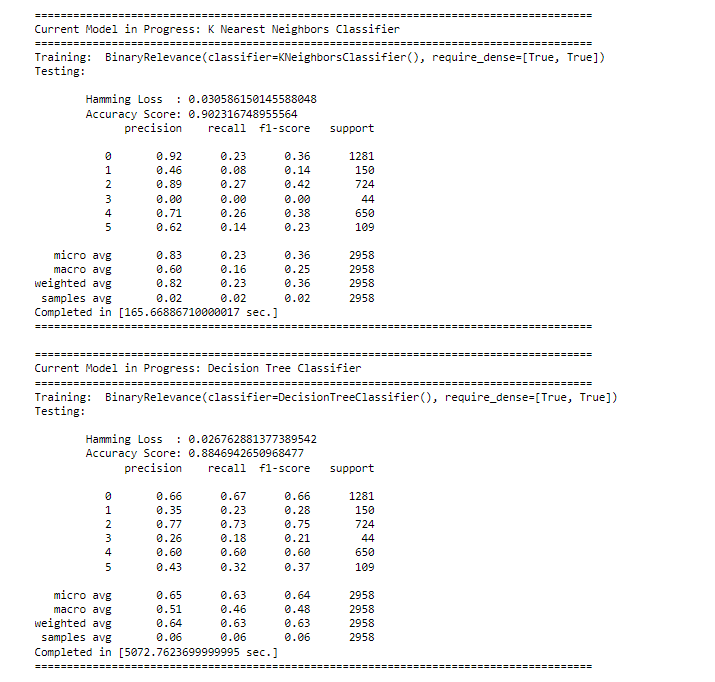 ================================================================================
Current Model in Progress: K Nearest Neighbors Classifier
================================================================================
Training:  BinaryRelevance(classifier=KNeighborsClassifier(), require_dense=[True, True])
Testing:
Hamming Loss  : 0.030586150145588048
Accuracy Score: 0.902316748955564
precision    recall  f1-score   support
0       0.92      0.23      0.36      1281
1       0.46      0.08      0.14       150
2       0.89      0.27      0.42       724
3       0.00      0.00      0.00        44
4       0.71      0.26      0.38       650
5       0.62      0.14      0.23       109
micro avg       0.83      0.23      0.36      2958
macro avg       0.60      0.16      0.25      2958
weighted avg       0.82      0.23      0.36      2958
samples avg       0.02      0.02      0.02      2958
Completed in [165.66886710000017 sec.]
================================================================================
================================================================================
Current Model in Progress: Decision Tree Classifier
================================================================================
Training:  BinaryRelevance(classifier=DecisionTreeClassifier(), require_dense=[True, True])
Testing:
Hamming Loss  : 0.026762881377389542
Accuracy Score: 0.8846942650968477
precision    recall  f1-score   support
0       0.66      0.67      0.66      1281
1       0.35      0.23      0.28       150
2       0.77      0.73      0.75       724
3       0.26      0.18      0.21        44
4       0.60      0.60      0.60       650
5       0.43      0.32      0.37       109
micro avg       0.65      0.63      0.64      2958
macro avg       0.51      0.46      0.48      2958
weighted avg       0.64      0.63      0.63      2958
samples avg       0.06      0.06      0.06      2958
Completed in [5072.7623699999995 sec.]
================================================================================